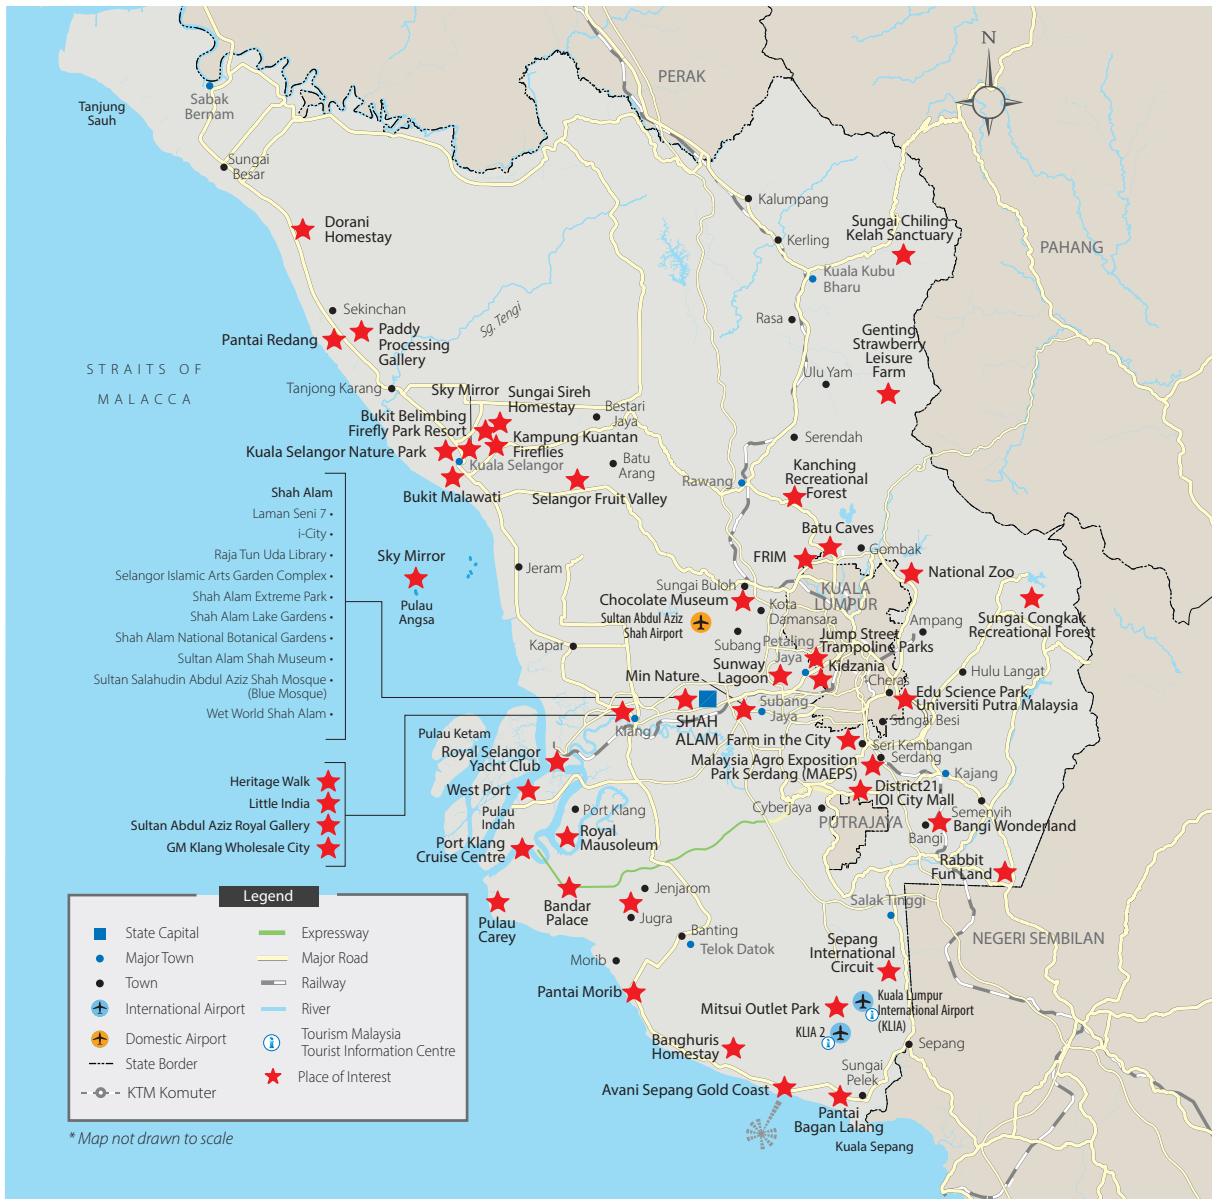 N
PERAK
Tanjung
Sauh
Sabak
Bernam
Sungai
Besar
Kalumpang
Dorani
Homestay
Sungai Chiling
Kelah Sanctuary
Kerling
PAHANG
Kuala Kubu
Bharu
Sekinchan
Sg. Tengi
Rasa
Pantai Redang
Paddy
Processing
Gallery
Genting
Strawberry
Leisure
Farm
STRAITS OF
MALACCA
Ulu Yam
Tanjong Karang
Sky Mirror
Sungai Sireh
Homestay
Bestari
Jaya
Bukit Belimbing
Firefly Park Resort
Kampung Kuantan
Fireflies
Serendah
Kuala Selangor Nature Park
Kuala Selangor
Batu
Arang
Kanching
Recreational
Forest
Rawang
Bukit Malawati
Selangor Fruit Valley
Shah Alam
Laman Seni 7 •
i-City •
Raja Tun Uda Library •
Selangor Islamic Arts Garden Complex •
Shah Alam Extreme Park •
Shah Alam Lake Gardens •
Shah Alam National Botanical Gardens •
Sultan Alam Shah Museum •
Sultan Salahudin Abdul Aziz Shah Mosque •
(Blue Mosque)
Wet World Shah Alam •
Batu Caves
Gombak
FRIM
Sky Mirror
Pulau
Angsa
Jeram
National Zoo
Sungai Buloh
KUALA
LUMPUR
Chocolate Museum
Kota
Damansara
Sultan Abdul Aziz
Shah Airport
Sungai Congkak
Recreational Forest
Ampang
Subang
Petaling
Jaya
Jump Street
Trampoline Parks
Kapar
Sunway
Lagoon
Kidzania
Hulu Langat
Min Nature
Cheras
Edu Science Park,
Universiti Putra Malaysia
SHAH
ALAM
Subang
Jaya
Klang
Sungai Besi
Pulau Ketam
Farm in the City
Royal Selangor
Yacht Club
Seri Kembangan
Serdang
Malaysia Agro Exposition
Park Serdang (MAEPS)
Kajang
Heritage Walk
Little India
Sultan Abdul Aziz Royal Gallery
GM Klang Wholesale City
West Port
District21
IOI City Mall
Pulau
Indah
Port Klang
Cyberjaya
PUTRAJAYA
Semenyih
Bangi Wonderland
Bangi
Royal
Mausoleum
Port Klang
Cruise Centre
Rabbit
Fun Land
Jenjarom
Bandar
Palace
Jugra
Salak Tinggi
Pulau
Carey
Banting
Telok Datok
Sepang
International
Circuit
NEGERI SEMBILAN
Morib
Pantai Morib
Mitsui Outlet Park
Kuala Lumpur
International Airport
(KLIA)
KLIA 2
Banghuris
Homestay
Sepang
Sungai
Pelek
Avani Sepang Gold Coast
Pantai
Bagan Lalang
Kuala Sepang
Legend
State Capital
Major Town
Town
International Airport
Domestic Airport
State Border
KTM Komuter
Expressway
Major Road
Railway
River
Tourism Malaysia
Tourist Information Centre
Place of Interest
* Map not drawn to scale